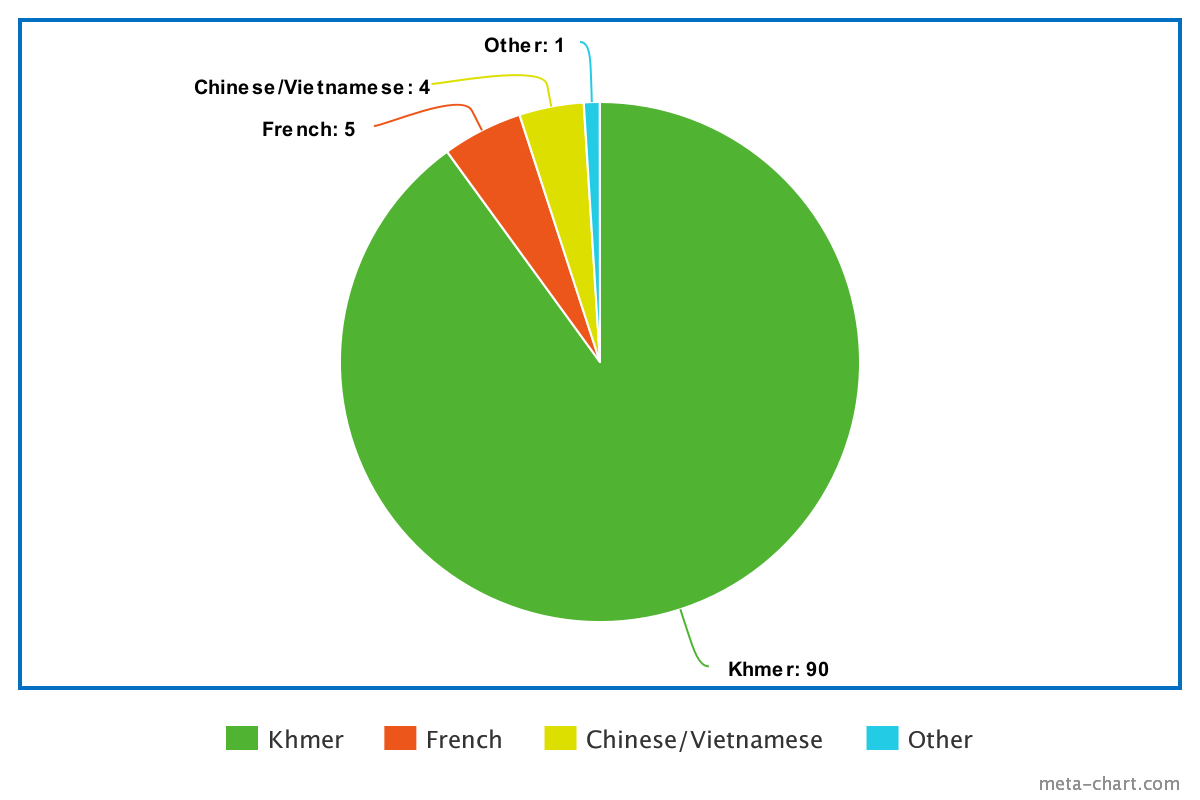 Other: 1
Chinese/Vietnamese: 4
French: 5
Khmer: 90
Khmer
French
Chinese/Vietnamese
Other
meta-chart.com